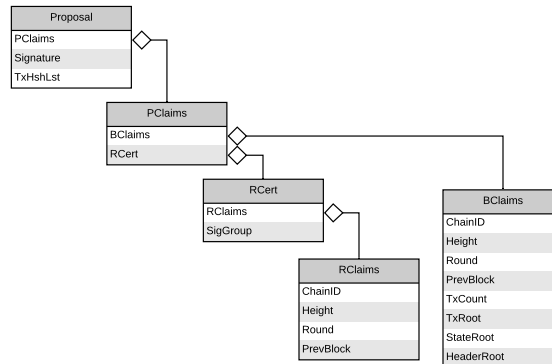 Proposal
PClaims
Signature
TxHshLst
PClaims
BClaims
RCert
RCert
RClaims
SigGroup
RClaims
ChainID
Height
Round
PrevBlock
BClaims
ChainID
Height
Round
PrevBlock
TxCount
TxRoot
StateRoot
HeaderRoot